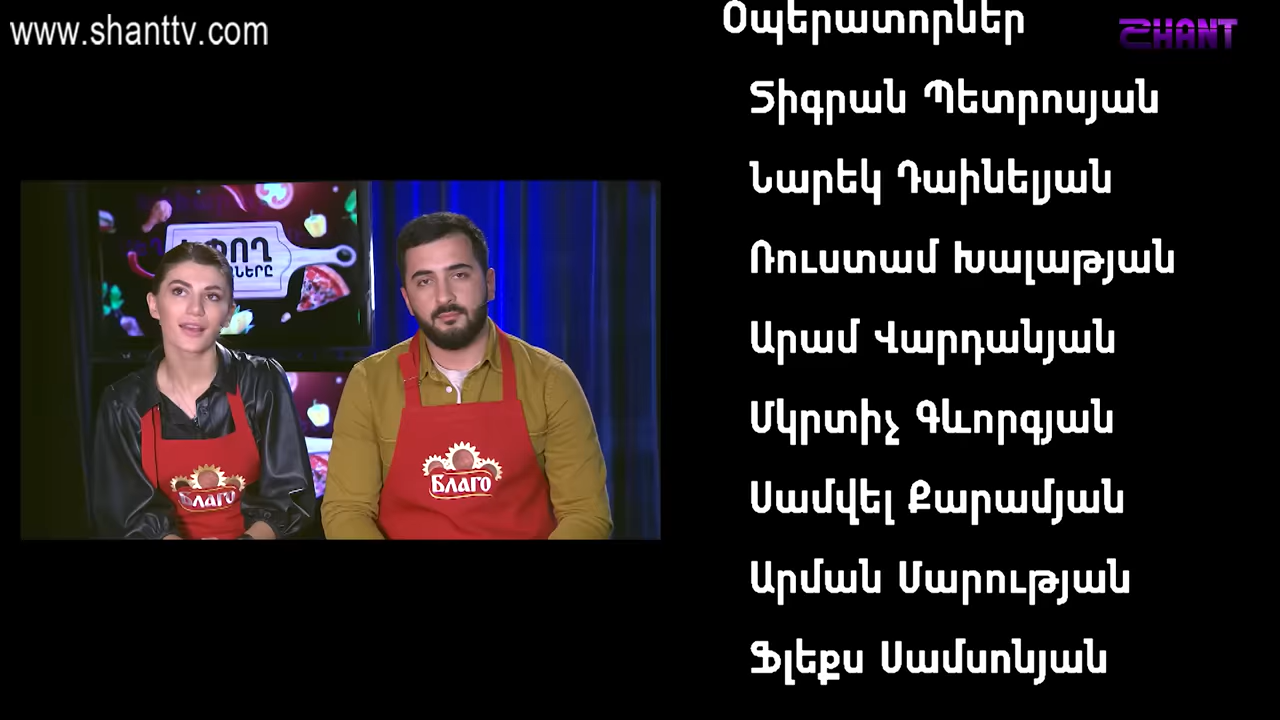 www.shanttv.com
SHANT
Օպերատորներ
Տիգրան Պետրոսյան
Նարեկ Դաինելյան
Ռուստամ Խալաթյան
Արամ Վարդանյան
Մկրտիչ Գևորգյան
Սամվել Քարամյան
Արման Մարության
Ֆլեքս Սամսոնյան
Благо
Благо